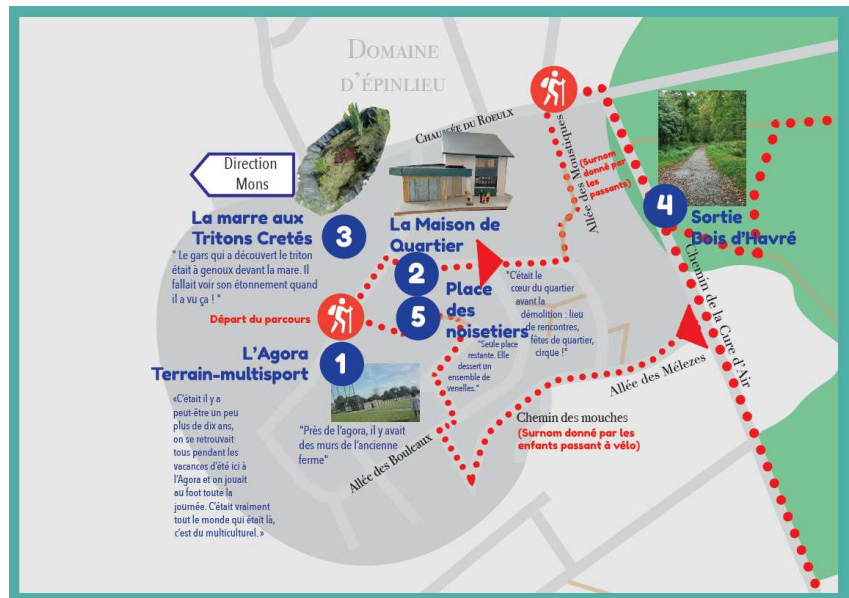 DOMAINE
D'ÉPINLIEU
CHAUSSÉE DU ROEULX
Direction
Mons
La marre aux
Tritons Cretés
3
" Le gars qui a découvert le triton
était à genoux devant la mare. Il
fallait voir son étonnement quand
il a vu ça ! "
Départ du parcours
La Maison de
Quartier
2
5
Place
des
noisetiers
"Seule place
restante. Elle
dessert un
ensemble de
venelles."
"C'était le
cœur du quartier
avant la
démolition : lieu
de rencontres,
fêtes de quartier,
cirque !"
Allée des Moustiques
(Surnom
donné par
les
passants)
4
Sortie
Bois d'Havré
Chemin de la Cure d'Air
L'Agora
Terrain-multisport
1
«C'était il y a
peut-être un peu
plus de dix ans,
on se retrouvait
tous pendant les
vacances d'été ici à
l'Agora et on jouait
au foot toute la
journée. C'était vraiment
tout le monde qui était là,
c'est du multiculturel. »
"Près de l'agora, il y avait
des murs de l'ancienne
ferme"
Allée des Bouleaux
Allée des Mélezes
Chemin des mouches
(Surnom donné par les
enfants passant à vélo)